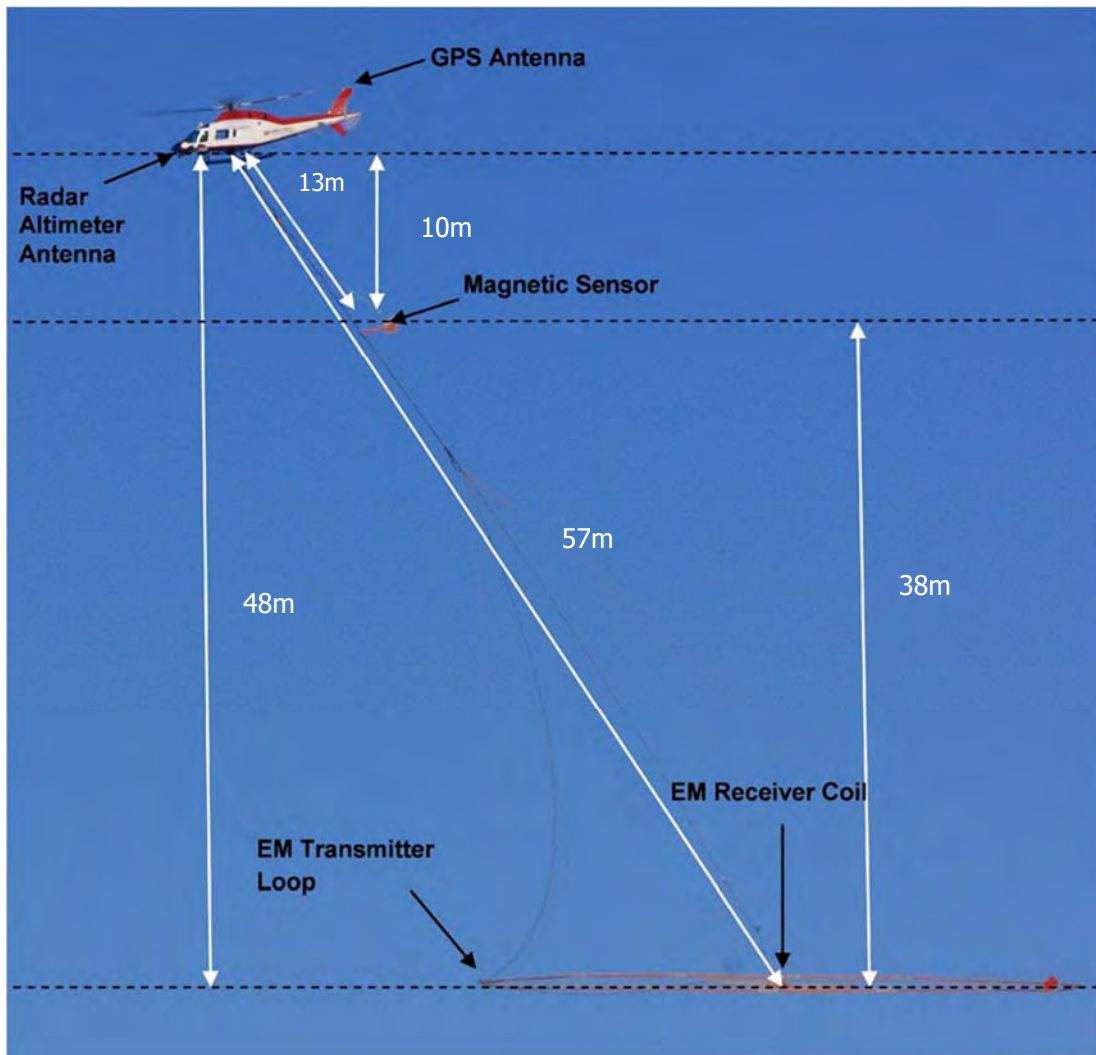 GPS Antenna
Radar
Altimeter
Antenna
13m
10m
Magnetic Sensor
57m
48m
38m
EM Receiver Coil
EM Transmitter
Loop